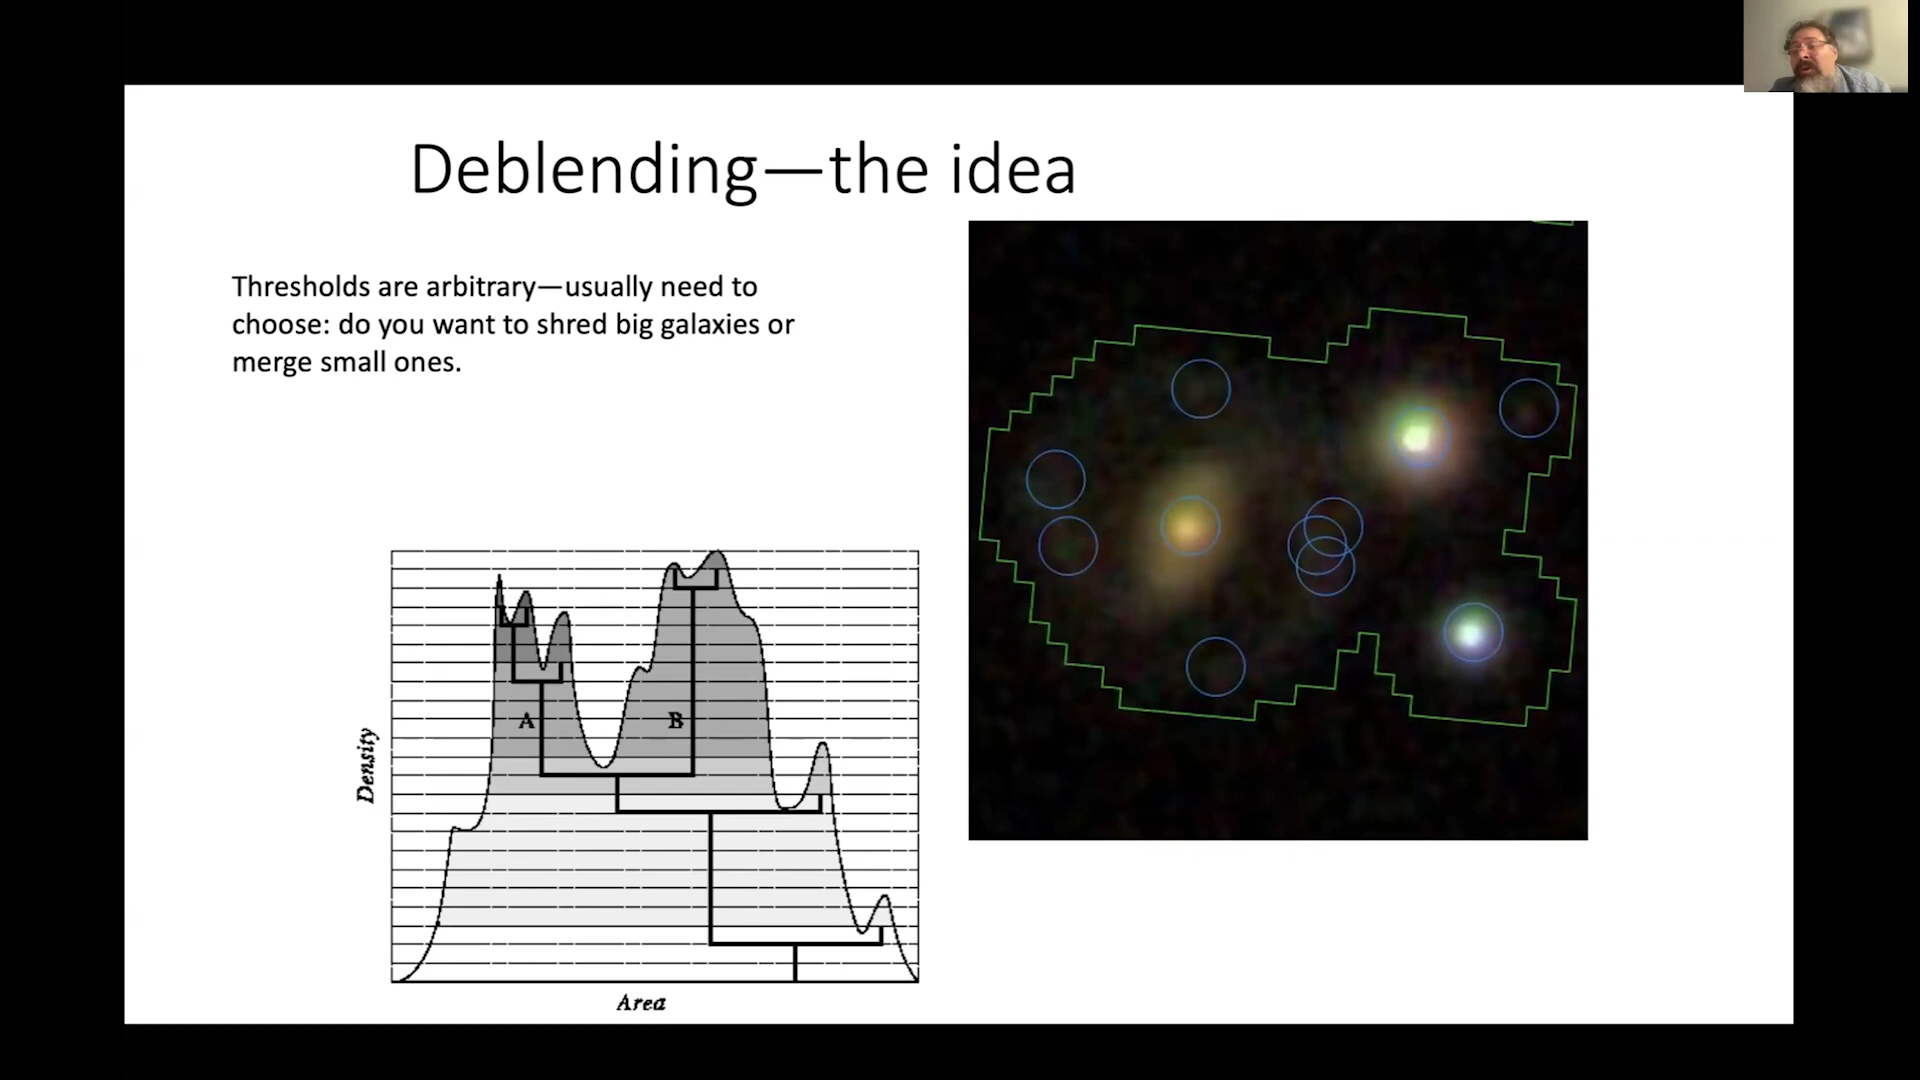 Deblending—the idea
Thresholds are arbitrary—usually need to
choose: do you want to shred big galaxies or
merge small ones.
A
B
Density
Area